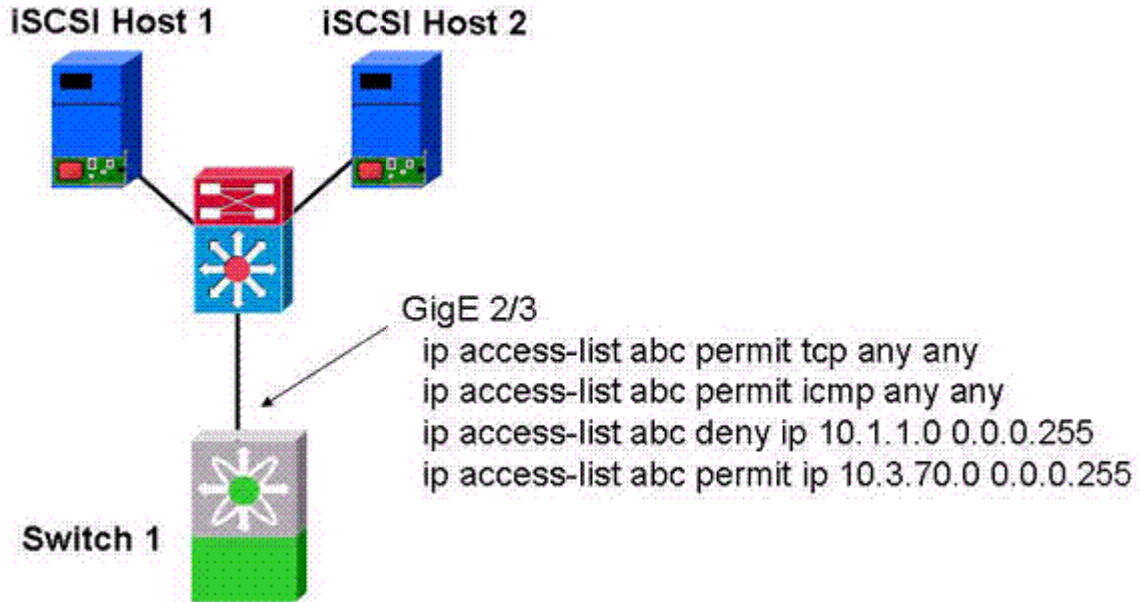 iSCSI Host 1
iSCSI Host 2
GigE 2/3
ip access-list abc permit tcp any any
ip access-list abc permit icmp any any
ip access-list abc deny ip 10.1.1.0 0.0.0.255
ip access-list abc permit ip 10.3.70.0 0.0.0.255
Switch 1